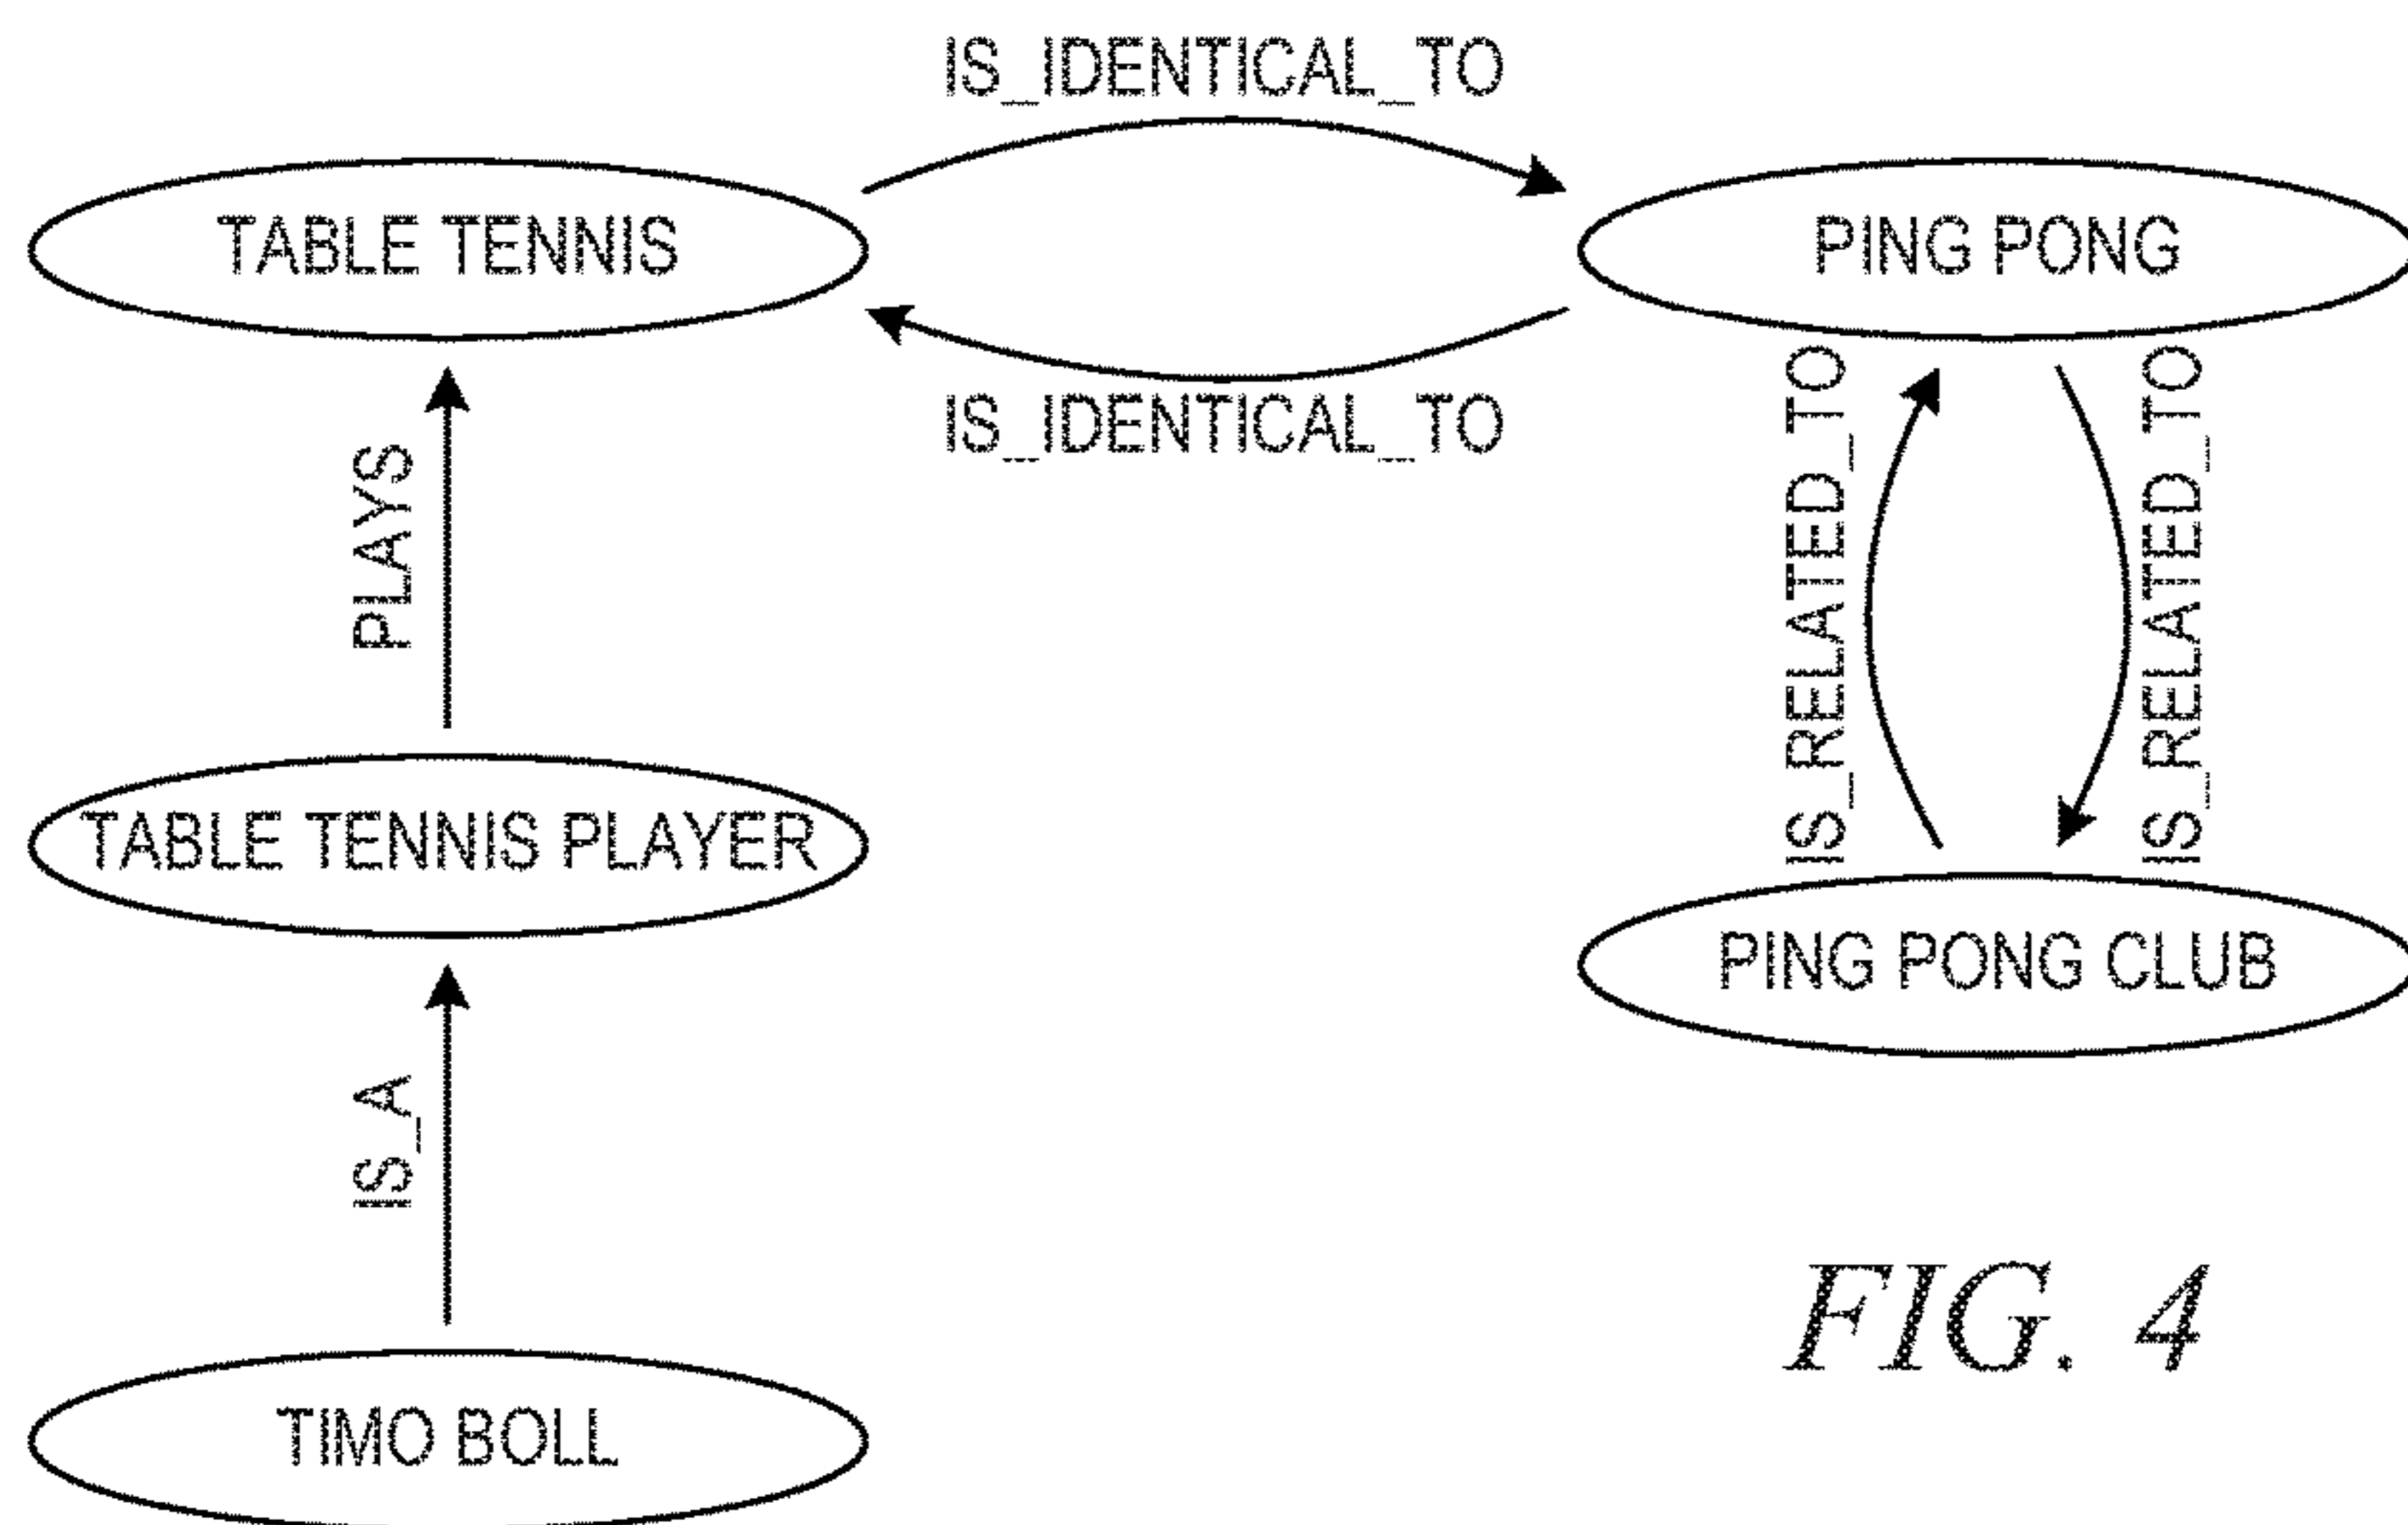 IS_IDENTICAL_TO
TABLE TENNIS
PING PONG
IS_IDENTICAL_TO
PLAYS
IS_RELATED_TO
IS_RELATED_TO
TABLE TENNIS PLAYER
PING PONG CLUB
IS_A
FIG. 4
TIMO BOLL